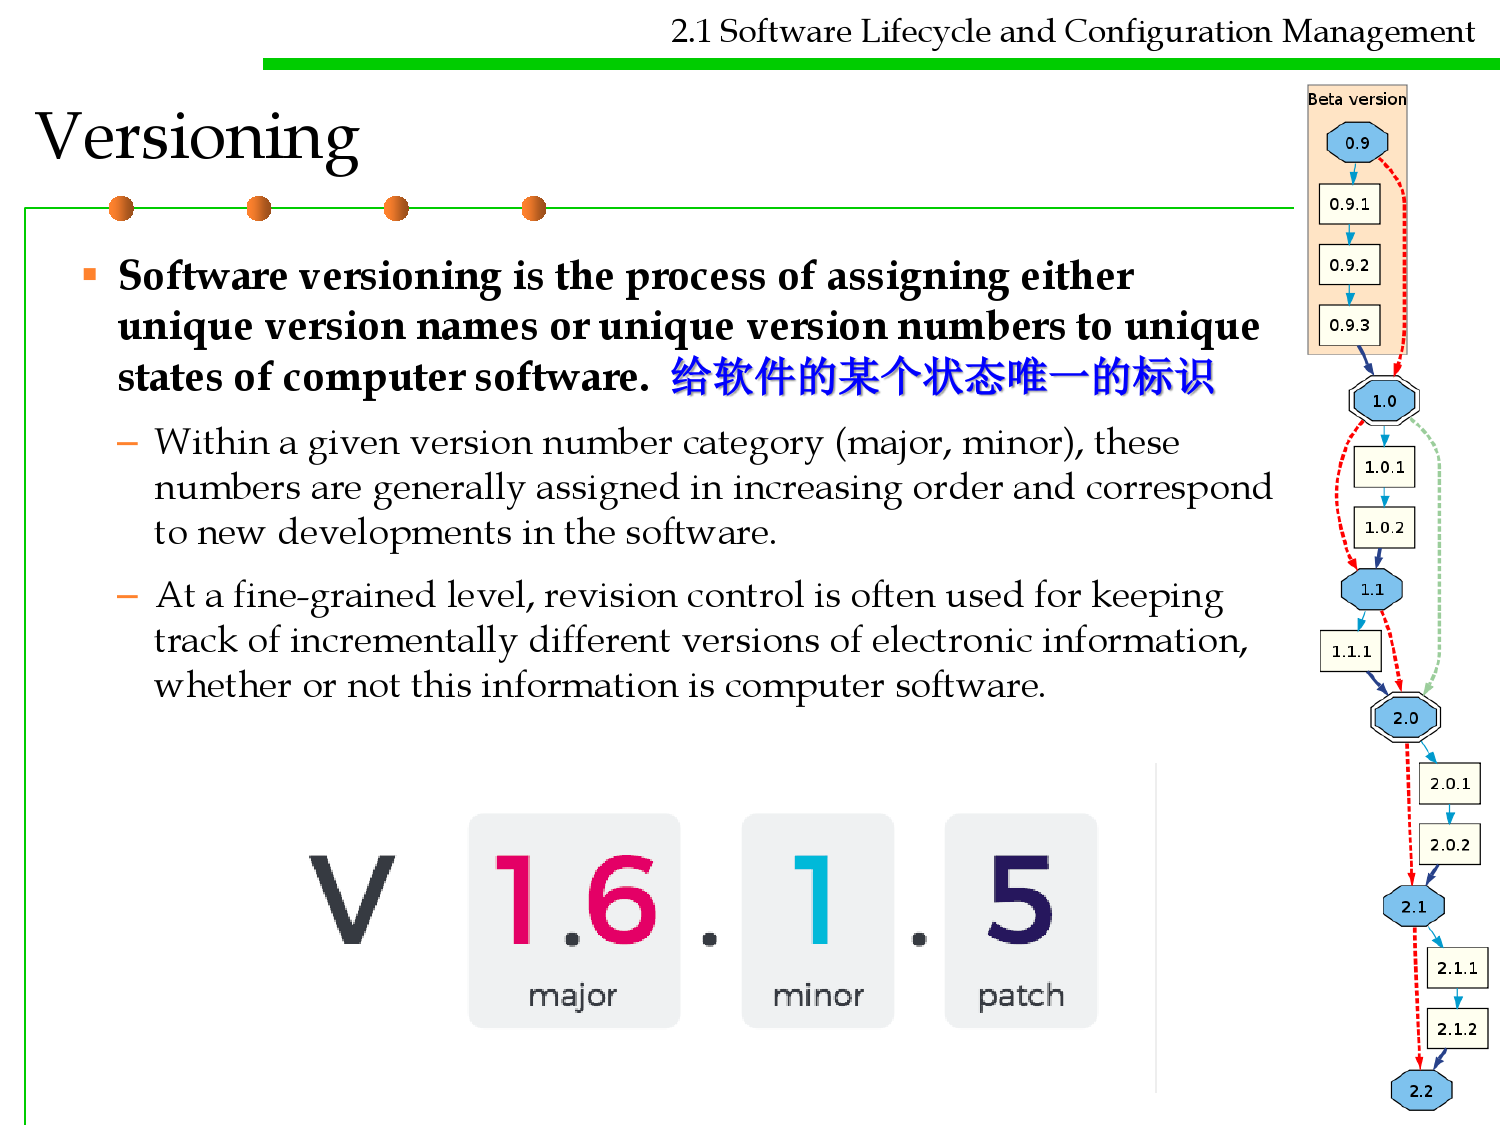 2.1 Software Lifecycle and Configuration Management
Versioning
Software versioning is the process of assigning either
unique version names or unique version numbers to unique
states of computer software. 给软件的某个状态唯一的标识
– Within a given version number category (major, minor), these
numbers are generally assigned in increasing order and correspond
to new developments in the software.
– At a fine-grained level, revision control is often used for keeping
track of incrementally different versions of electronic information,
whether or not this information is computer software.
V 1.6 . 1 . 5
major minor patch
Beta version
0.9
0.9.1
0.9.2
0.9.3
1.0
1.0.1
1.0.2
1.1
1.1.1
2.0
2.0.1
2.0.2
2.1
2.1.1
2.1.2
2.2